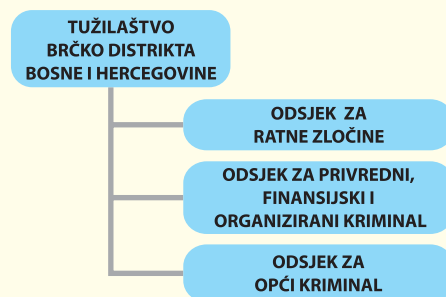 TUŽILAŠTVO
BRČKO DISTRIKTA
BOSNE I HERCEGOVINE
ODSJEK ZA
RATNE ZLOČINE
ODSJEK ZA PRIVREDNI,
FINANSIJSKI I
ORGANIZIRANI KRIMINAL
ODSJEK ZA
OPĆI KRIMINAL